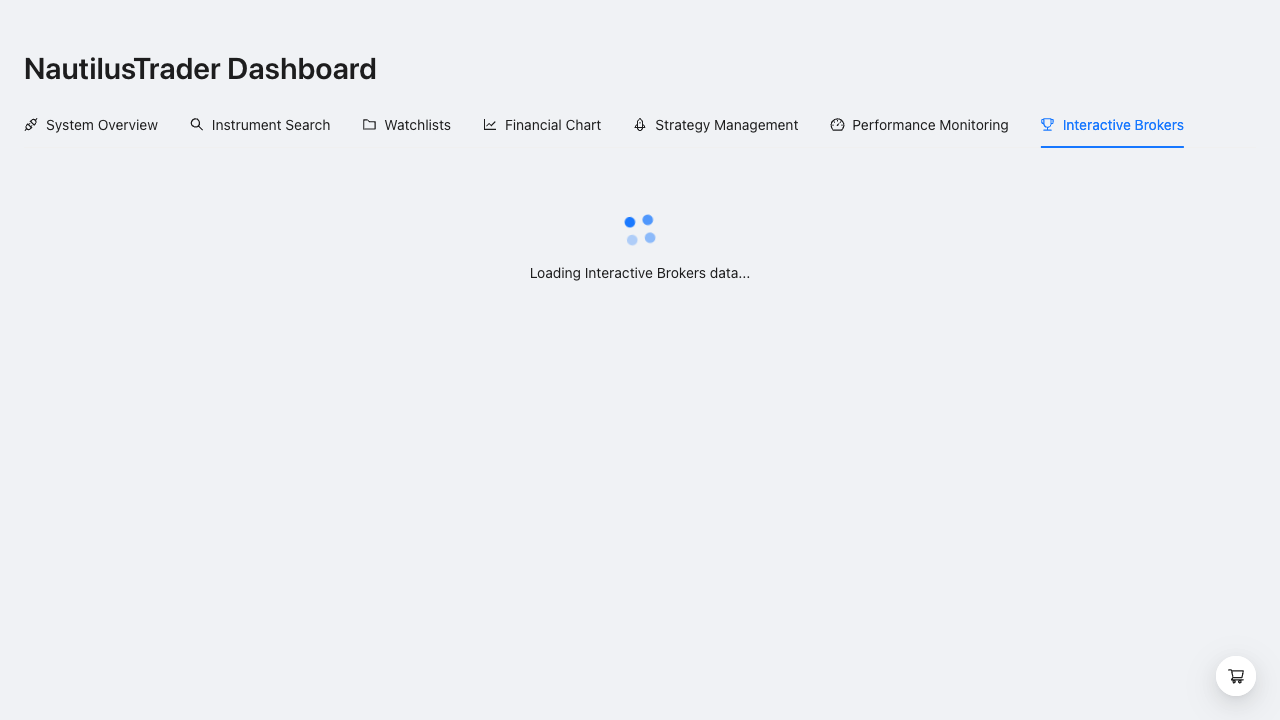 NautilusTrader Dashboard
System Overview Instrument Search Watchlists Financial Chart Strategy Management Performance Monitoring Interactive Brokers
Loading Interactive Brokers data...